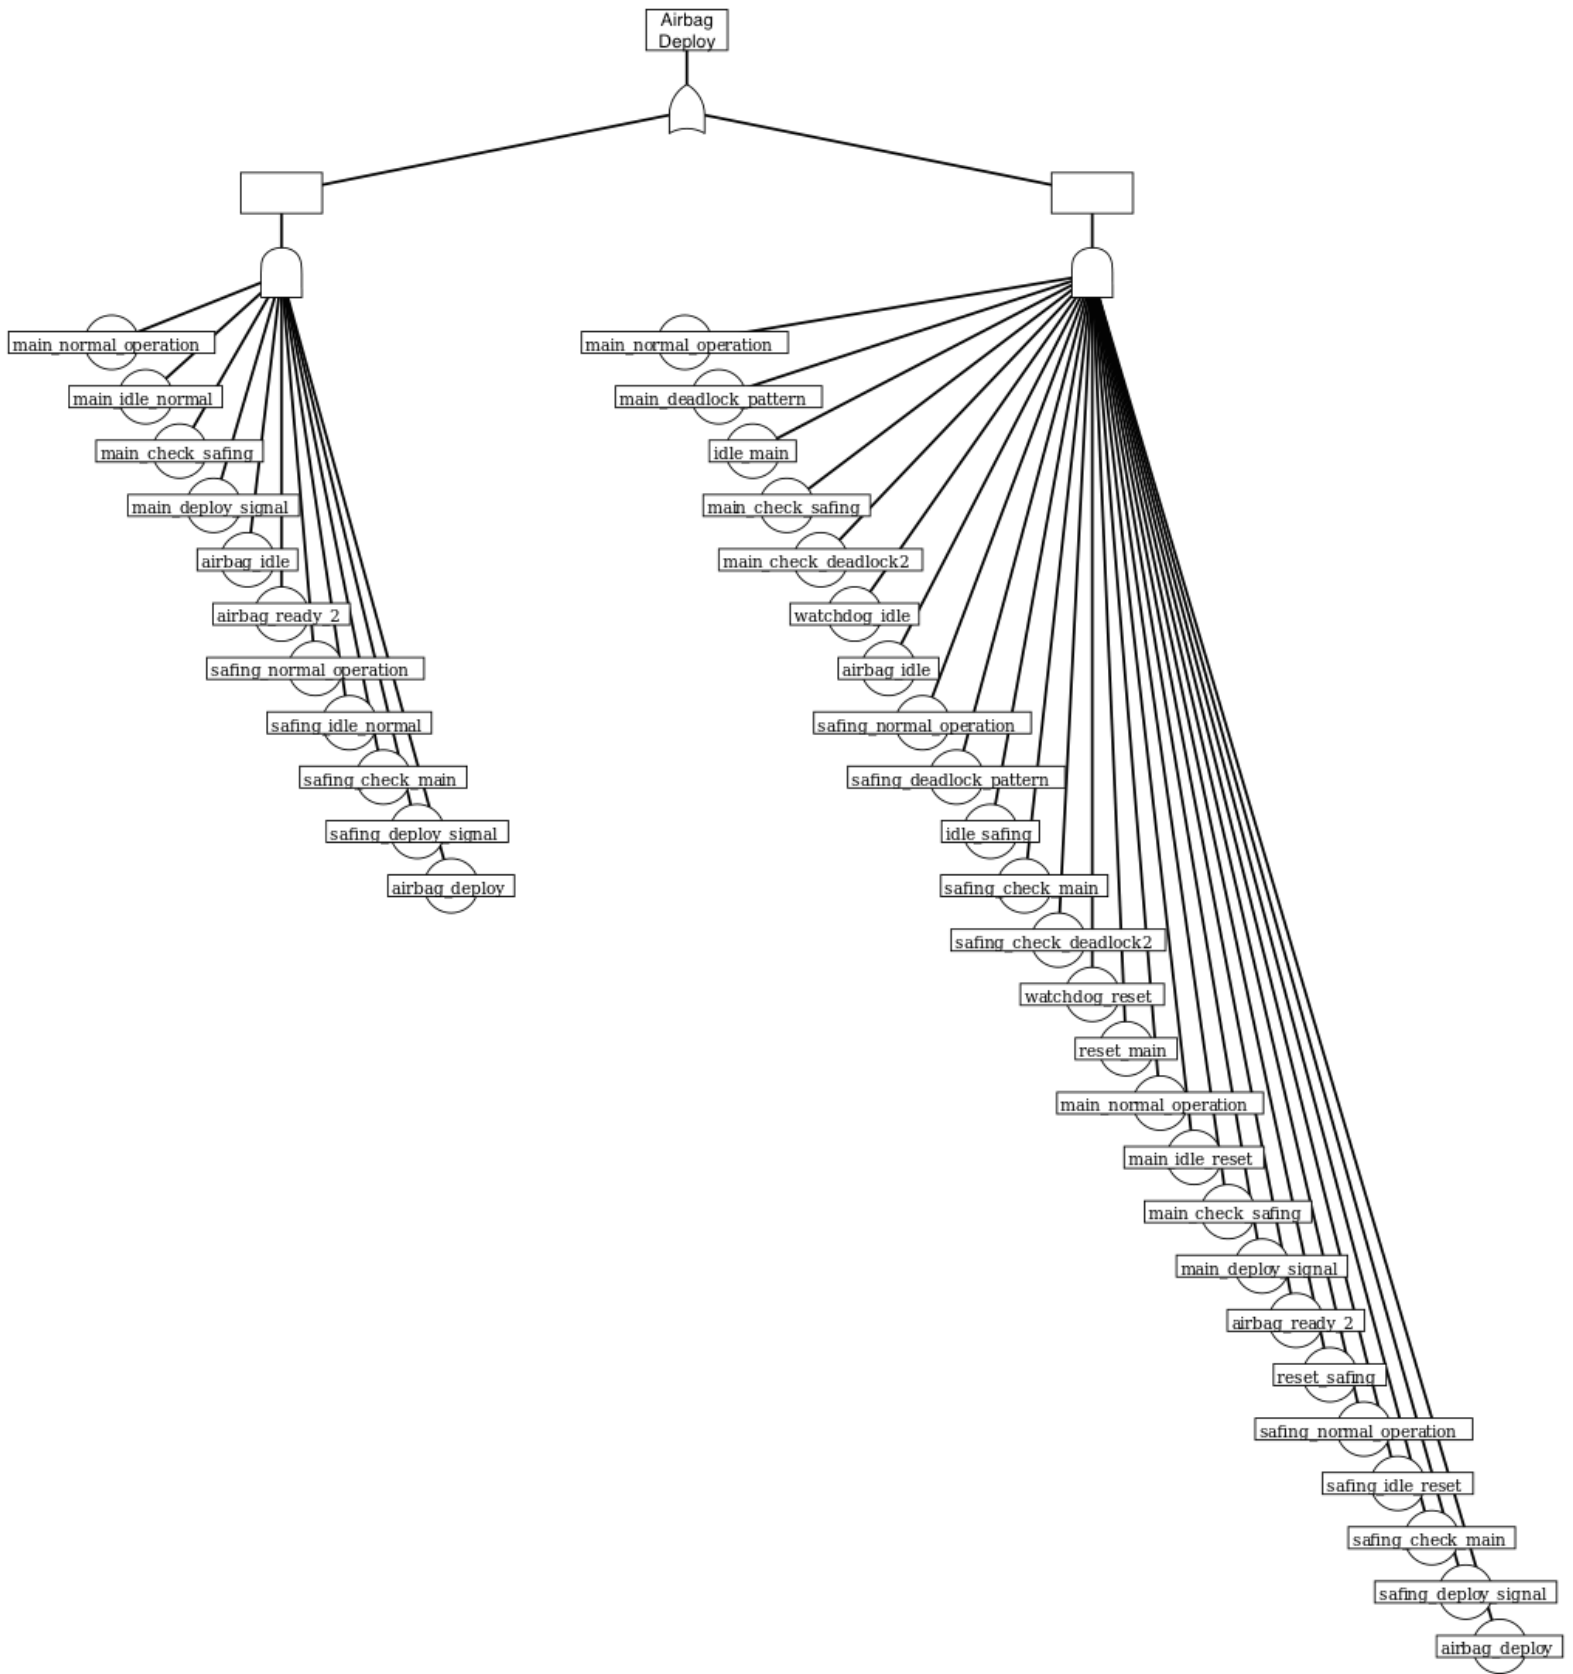 Airbag
Deploy
main_normal_operation
main_idle_normal
main_check_safing
main_deploy_signal
airbag_idle
airbag_ready_2
safing_normal_operation
safing_idle_normal
safing_check_main
safing_deploy_signal
airbag_deploy
main_normal_operation
main_deadlock_pattern
idle_main
main_check_safing
main_check_deadlock2
watchdog_idle
airbag_idle
safing_normal_operation
safing_deadlock_pattern
idle_safing
safing_check_main
safing_check_deadlock2
watchdog_reset
reset_main
main_normal_operation
main_idle_reset
main_check_safing
main_deploy_signal
airbag_ready_2
reset_safing
safing_normal_operation
safing_idle_reset
safing_check_main
safing_deploy_signal
airbag_deploy